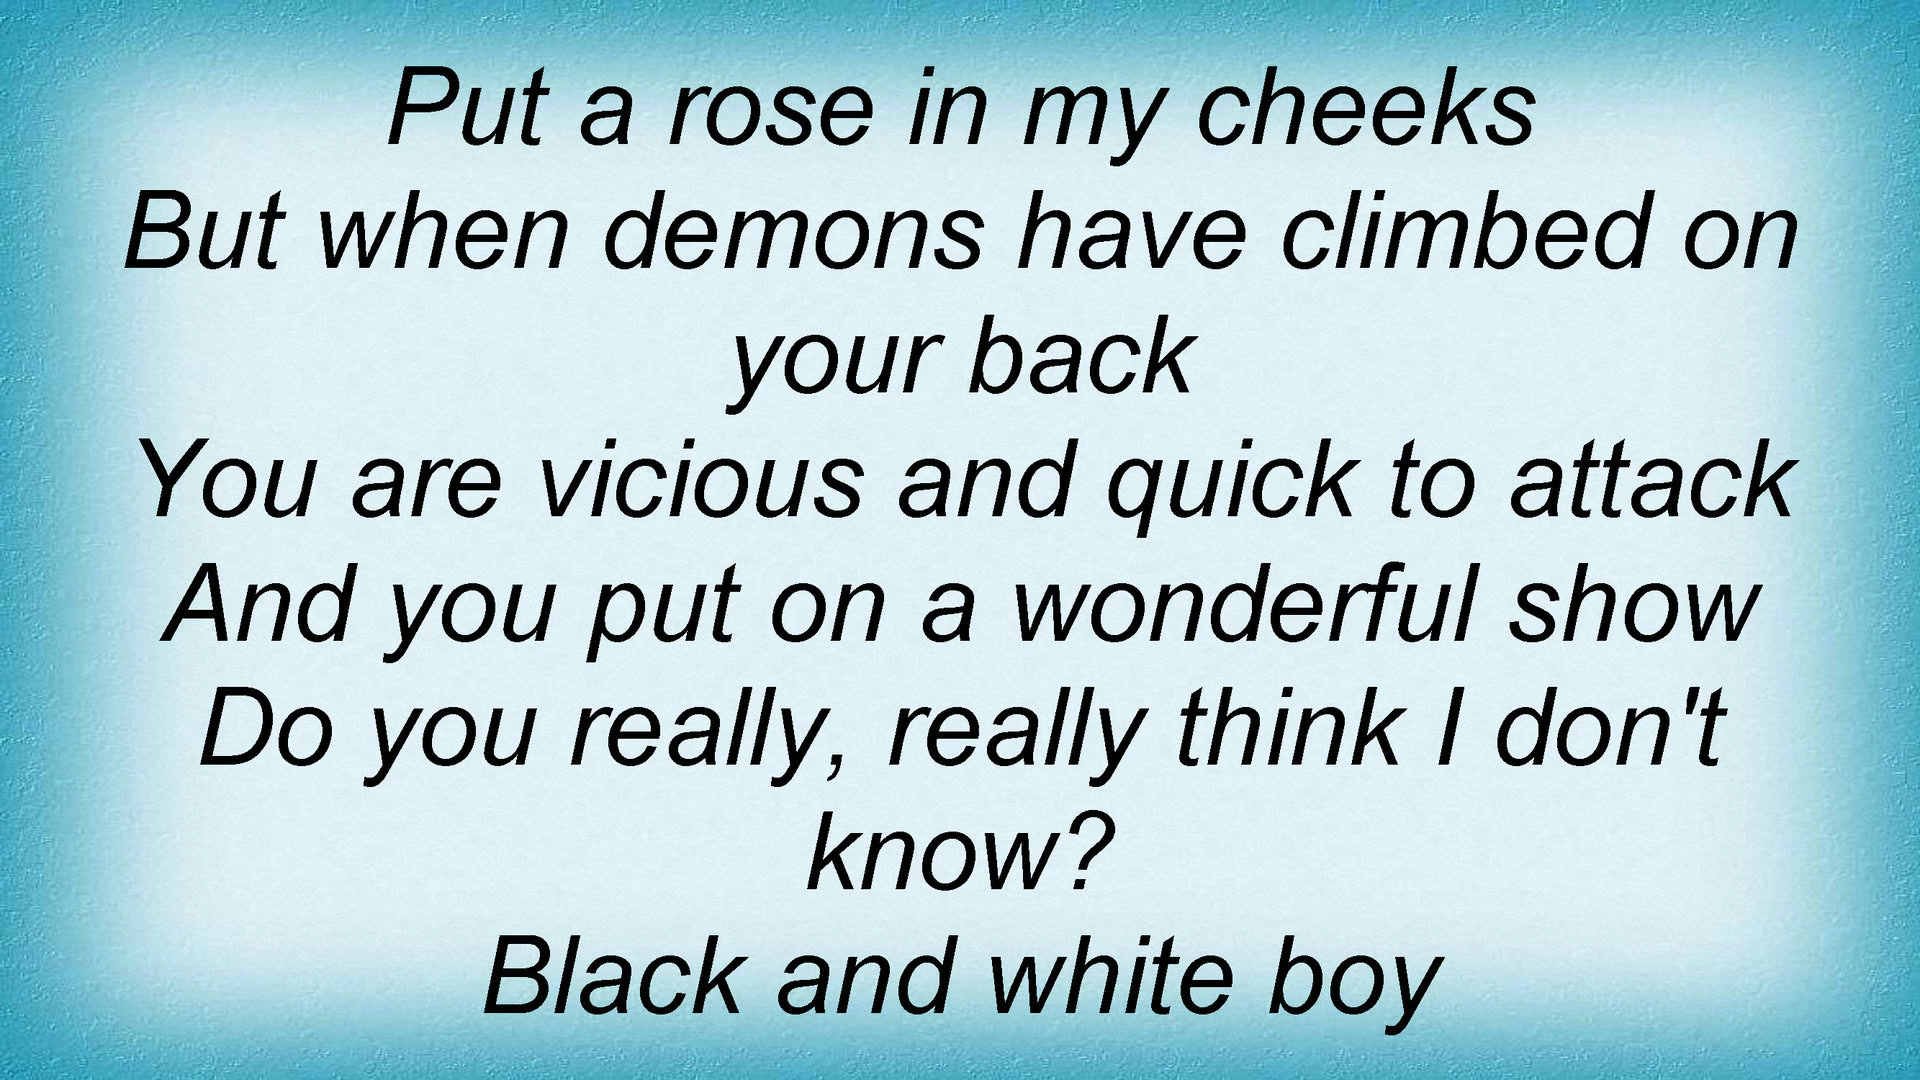 Put a rose in my cheeks
But when demons have climbed on
your back
You are vicious and quick to attack
And you put on a wonderful show
Do you really, really think I don't
know?
Black and white boy